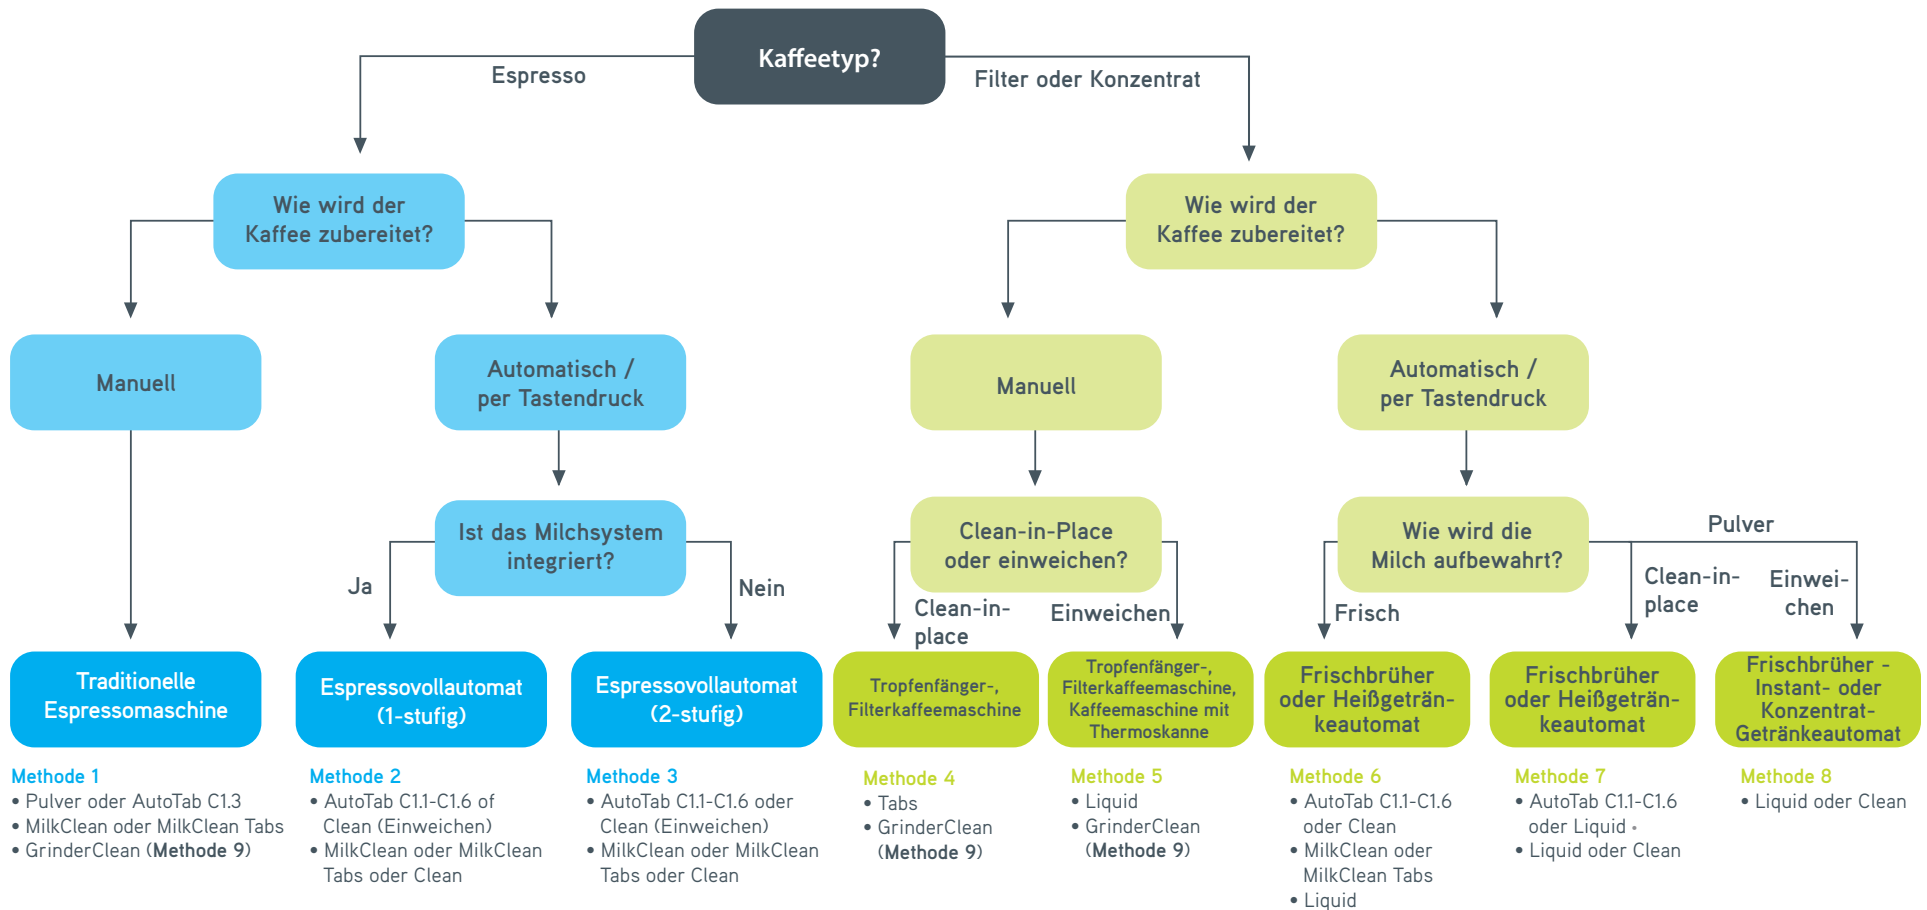 Kaffeetyp?
Espresso
Filter oder Konzentrat
Wie wird der
Kaffee zubereitet?
Wie wird der
Kaffee zubereitet?
Manuell
Automatisch /
per Tastendruck
Manuell
Automatisch /
per Tastendruck
Ist das Milchsystem
integriert?
Clean-in-Place
oder einweichen?
Wie wird die
Milch aufbewahrt?
Pulver
Ja
Nein
Clean-in-
place
Einweichen
Frisch
Clean-in-
place
Einwei-
chen
Traditionelle
Espressomaschine
Espressovollautomat
(1-stufig)
Espressovollautomat
(2-stufig)
Tropfenfänger-,
Filterkaffeemaschine
Tropfenfänger-,
Filterkaffeemaschine,
Kaffeemaschine mit
Thermoskanne
Frischbrüher
oder Heißgeträn-
keautomat
Frischbrüher
oder Heißgeträn-
keautomat
Frischbrüher -
Instant- oder
Konzentrat-
Getränkeautomat
Methode 1
• Pulver oder AutoTab C1.3
• MilkClean oder MilkClean Tabs
• GrinderClean (Methode 9)
Methode 2
• AutoTab C1.1-C1.6 of
Clean (Einweichen)
• MilkClean oder MilkClean
Tabs oder Clean
Methode 3
• AutoTab C1.1-C1.6 oder
Clean (Einweichen)
• MilkClean oder MilkClean
Tabs oder Clean
Methode 4
• Tabs
• GrinderClean
(Methode 9)
Methode 5
• Liquid
• GrinderClean
(Methode 9)
Methode 6
• AutoTab C1.1-C1.6
oder Clean
• MilkClean oder
MilkClean Tabs
• Liquid
Methode 7
• AutoTab C1.1-C1.6
oder Liquid •
• Liquid oder Clean
Methode 8
• Liquid oder Clean